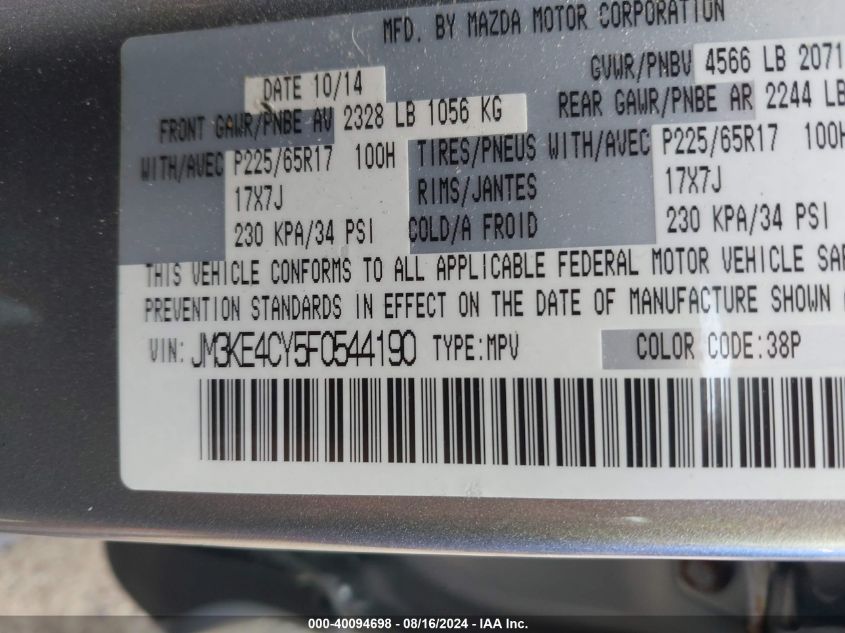 MFD. BY MAZDA MOTOR CORPORATION
DATE 10/14 GVWR/PNBV 4566 LB 2071
FRONT GAWR/PNBE AV 2328 LB 1056 KG REAR GAWR/PNBE AR 2244 LB
WITH/AVEC P225/65R17 100H TIRES/PNEUS WITH/AVEC P225/65R17 100H
17X7J RIMS/JANTES 17X7J
230 KPA/34 PSI COLD/A FROID 230 KPA/34 PSI
THIS VEHICLE CONFORMS TO ALL APPLICABLE FEDERAL MOTOR VEHICLE SAF
PREVENTION STANDARDS IN EFFECT ON THE DATE OF MANUFACTURE SHOWN
VIN: JM3KE4CY5F0544190 TYPE:MPV COLOR CODE:38P
000-40094698 - 08/16/2024 - IAA Inc.